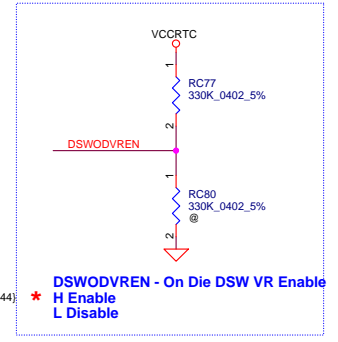 VCCRTC
1
RC77
330K_0402_5%
2
DSWODVREN
1
RC80
330K_0402_5%
@
2
DSWODVREN - On Die DSW VR Enable
44) * H Enable
L Disable